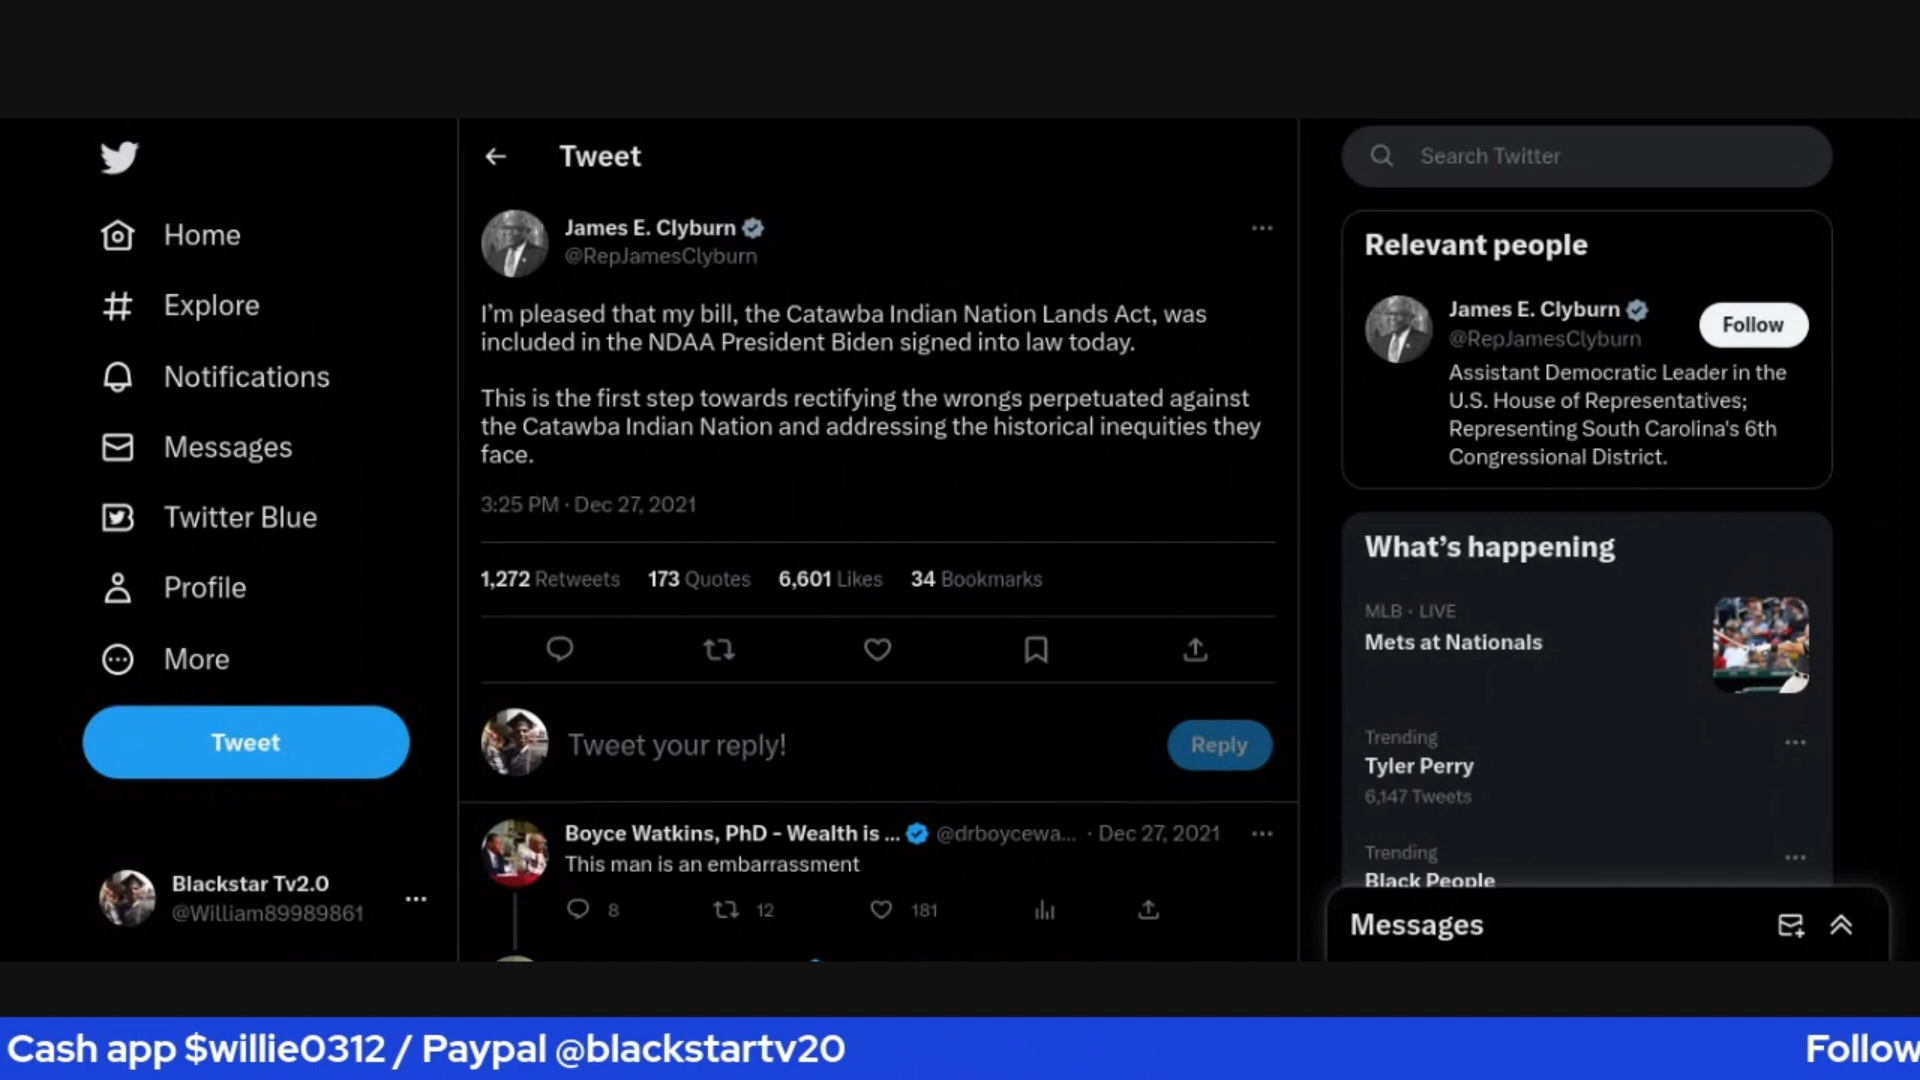 Home
Explore
Notifications
Messages
Twitter Blue
Profile
More
Tweet
Blackstar Tv2.0
@William89989861
Tweet
James E. Clyburn
@RepJamesClyburn
I'm pleased that my bill, the Catawba Indian Nation Lands Act, was
included in the NDAA President Biden signed into law today.
This is the first step towards rectifying the wrongs perpetuated against
the Catawba Indian Nation and addressing the historical inequities they
face.
3:25 PM · Dec 27, 2021
1,272 Retweets 173 Quotes 6,601 Likes 34 Bookmarks
Tweet your reply!
Reply
Boyce Watkins, PhD - Wealth is ... @drboycewa... · Dec 27, 2021
This man is an embarrassment
8 12 181
Search Twitter
Relevant people
James E. Clyburn
@RepJamesClyburn
Follow
Assistant Democratic Leader in the
U.S. House of Representatives;
Representing South Carolina's 6th
Congressional District.
What's happening
MLB · LIVE
Mets at Nationals
Trending
Tyler Perry
6,147 Tweets
Trending
Black People
Messages
Cash app $willie0312 / Paypal @blackstartv20
Follow